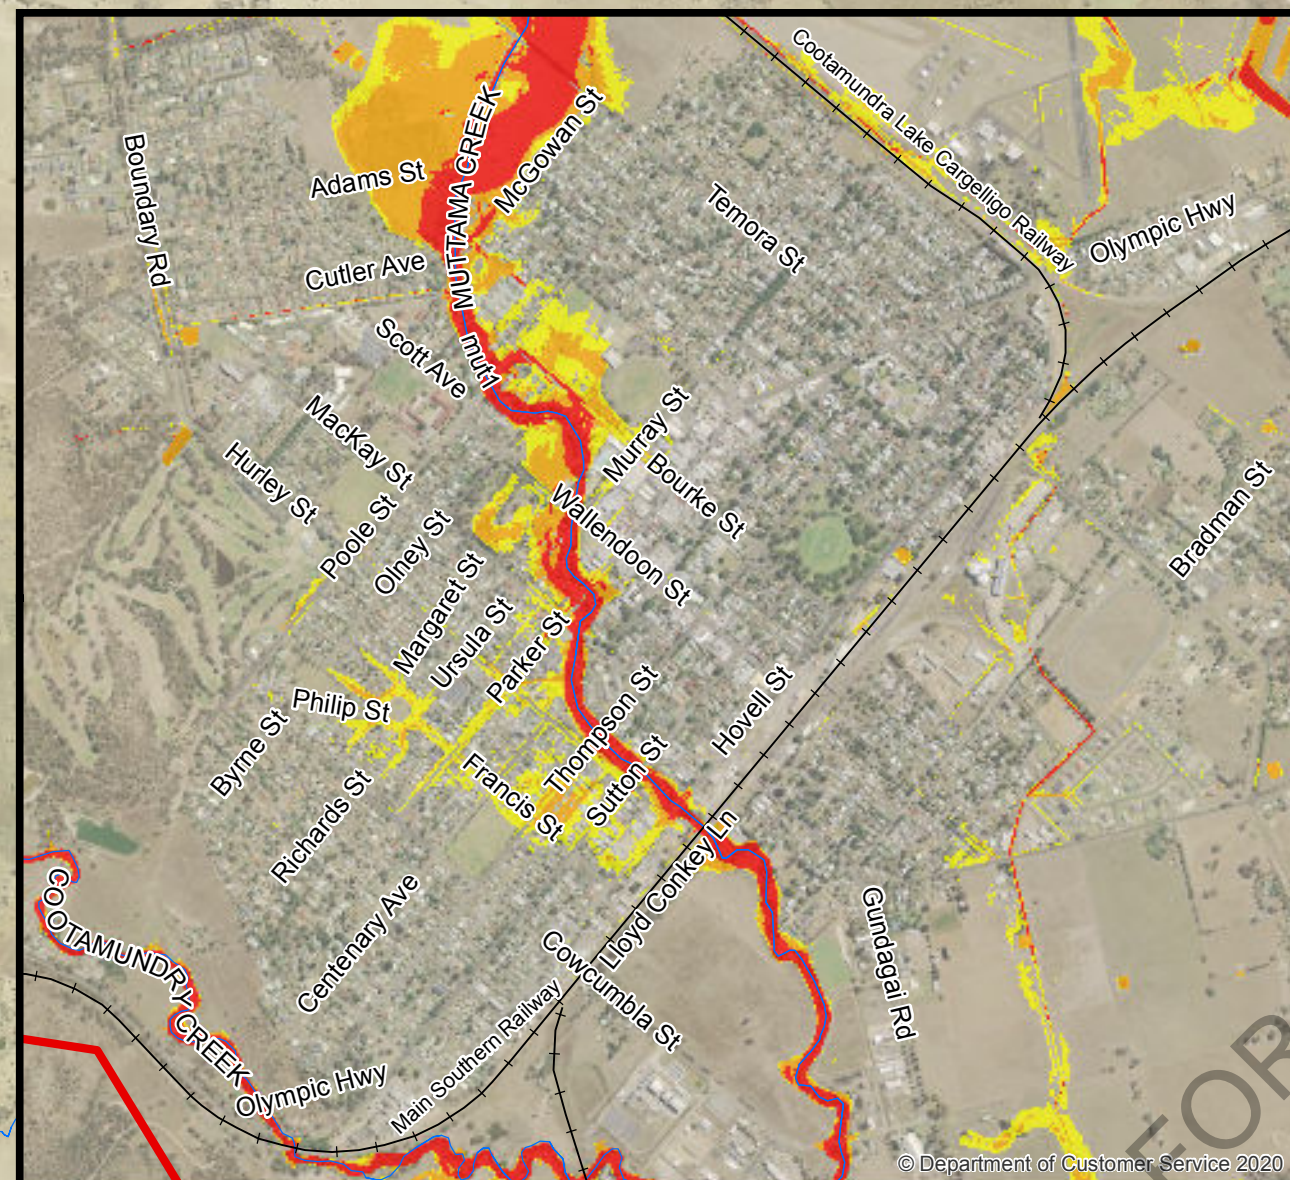 Cootamundra Lake Cargelligo Railway
MUTTAMA CREEK
McGowan St
Boundary Rd
Adams St
Temora St
Olympic Hwy
Cutler Ave
Scott Ave
mut1
MacKay St
Murray St
Hurley St
Bourke St
Bradman St
Poole St
Wallendoon St
Olney St
Margaret St
Ursula St
Parker St
Philip St
Thompson St
Hovell St
Byrne St
Francis St
Sutton St
Richards St
Lloyd Conkey Ln
COOTAMUNDRY CREEK
Centenary Ave
Gundagai Rd
Cowcumbla St
Main Southern Railway
Olympic Hwy
FOR
© Department of Customer Service 2020